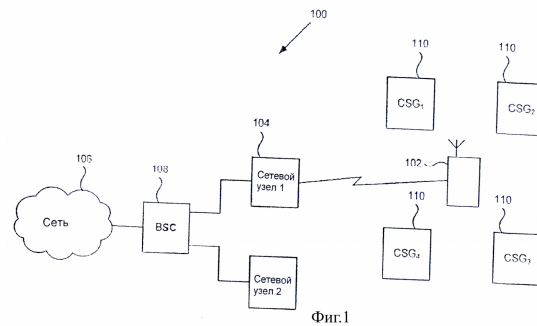 100
110
110
CSG₁
CSG₂
104
102
106
108
Сетевой
узел 1
Сеть
BSC
110
110
CSG₄
CSG₃
Сетевой
узел 2
Фиг.1